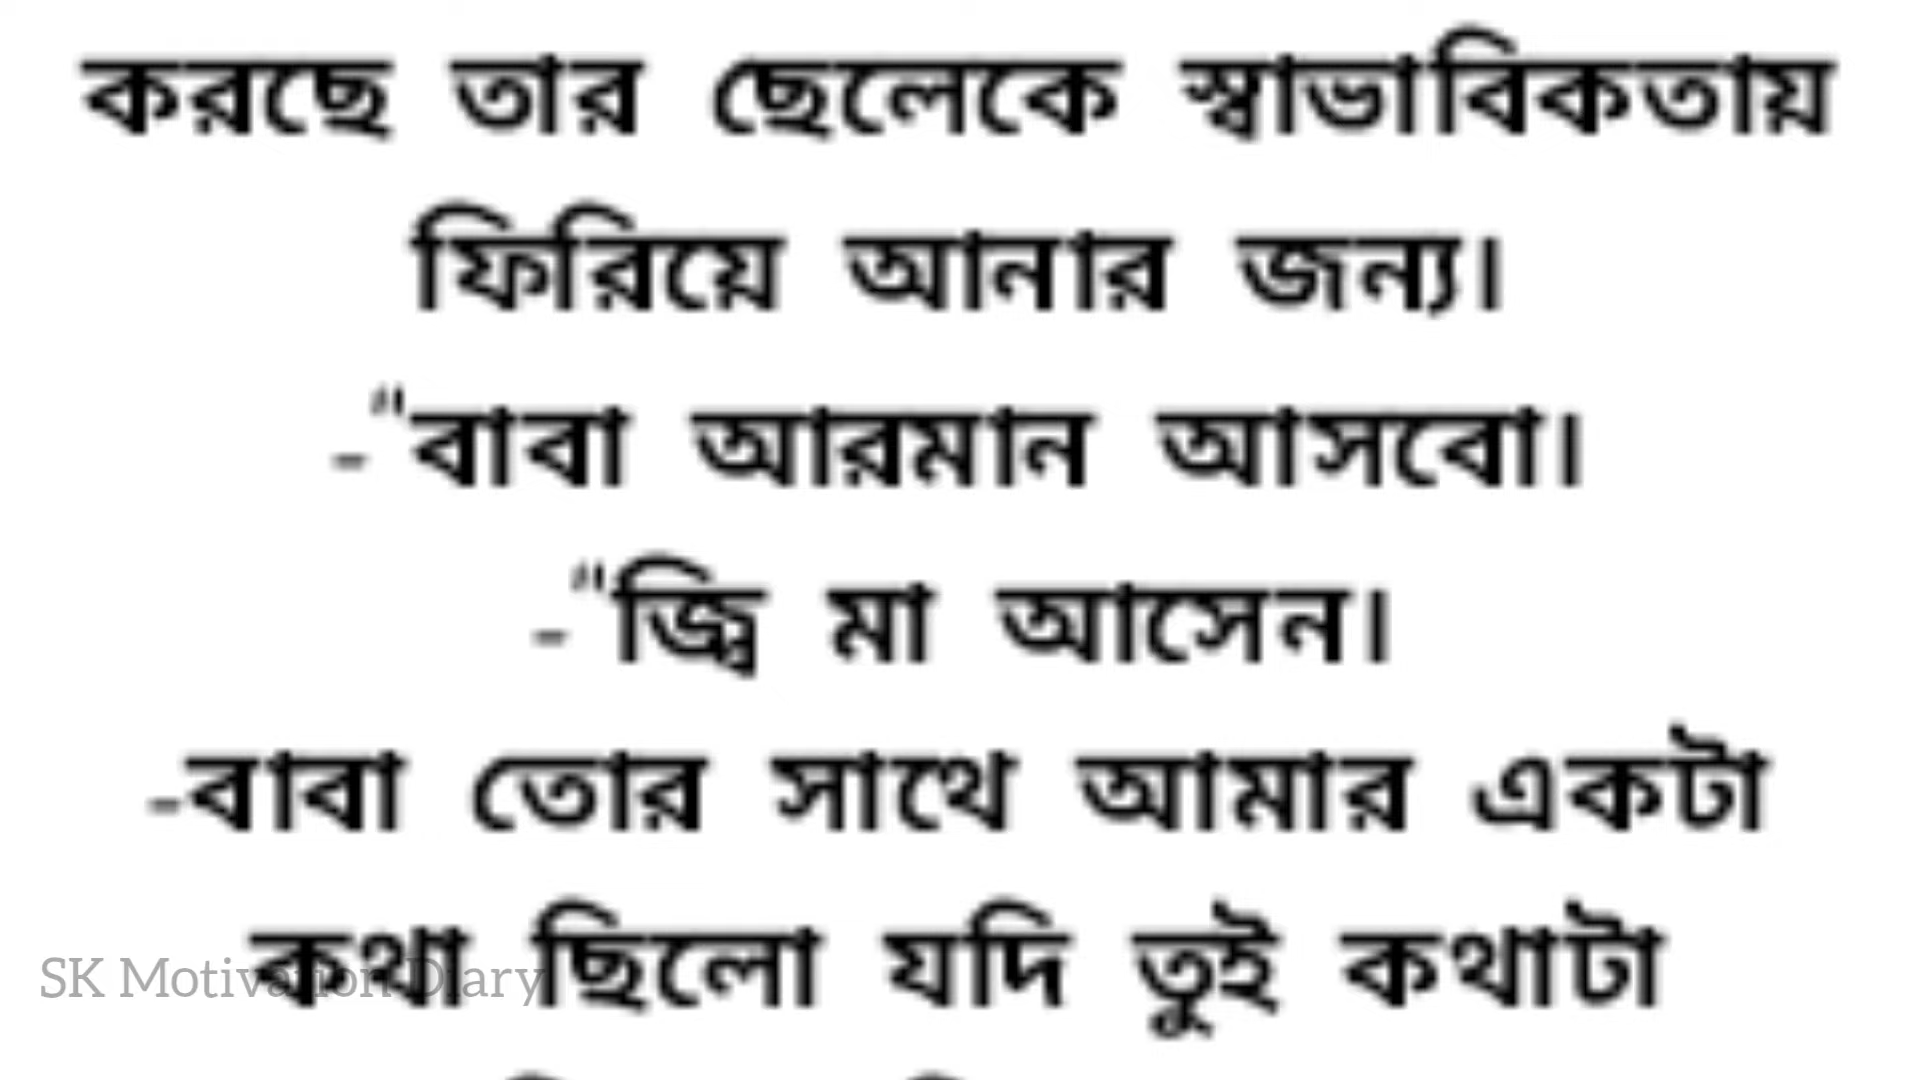 করছে তার ছেলেকে স্বাভাবিকতায়
ফিরিয়ে আনার জন্য।
-"বাবা আরমান আসবো।
-"জ্বি মা আসেন।
-বাবা তোর সাথে আমার একটা
কথা ছিলো যদি তুই কথাটা
SK Motivation Diary